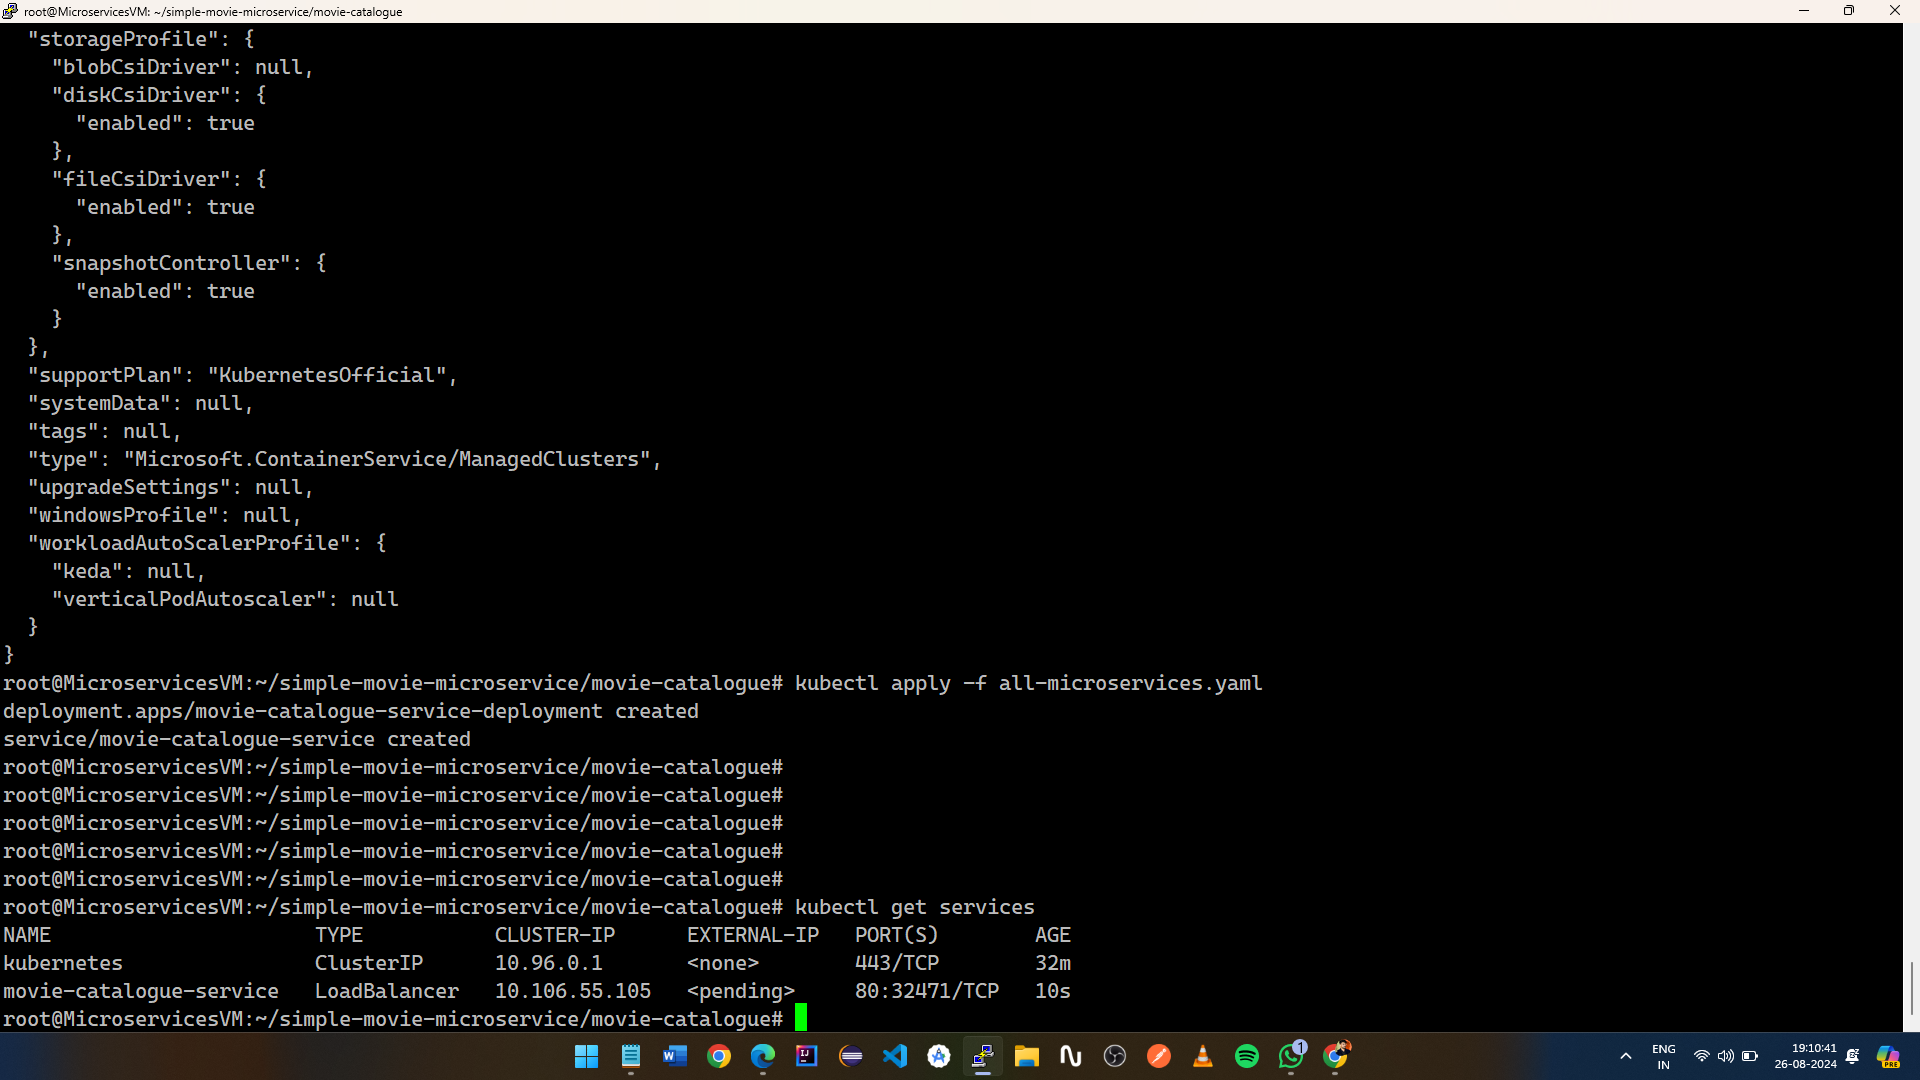 root@MicroservicesVM: ~/simple-movie-microservice/movie-catalogue
"storageProfile": {
"blobCsiDriver": null,
"diskCsiDriver": {
"enabled": true
},
"fileCsiDriver": {
"enabled": true
},
"snapshotController": {
"enabled": true
}
},
"supportPlan": "KubernetesOfficial",
"systemData": null,
"tags": null,
"type": "Microsoft.ContainerService/ManagedClusters",
"upgradeSettings": null,
"windowsProfile": null,
"workloadAutoScalerProfile": {
"keda": null,
"verticalPodAutoscaler": null
}
}
root@MicroservicesVM:~/simple-movie-microservice/movie-catalogue# kubectl apply -f all-microservices.yaml
deployment.apps/movie-catalogue-service-deployment created
service/movie-catalogue-service created
root@MicroservicesVM:~/simple-movie-microservice/movie-catalogue#
root@MicroservicesVM:~/simple-movie-microservice/movie-catalogue#
root@MicroservicesVM:~/simple-movie-microservice/movie-catalogue#
root@MicroservicesVM:~/simple-movie-microservice/movie-catalogue#
root@MicroservicesVM:~/simple-movie-microservice/movie-catalogue#
root@MicroservicesVM:~/simple-movie-microservice/movie-catalogue# kubectl get services
NAME TYPE CLUSTER-IP EXTERNAL-IP PORT(S) AGE
kubernetes ClusterIP 10.96.0.1 <none> 443/TCP 32m
movie-catalogue-service LoadBalancer 10.106.55.105 <pending> 80:32471/TCP 10s
root@MicroservicesVM:~/simple-movie-microservice/movie-catalogue#
ENG
IN
19:10:41
26-08-2024
1
PRE